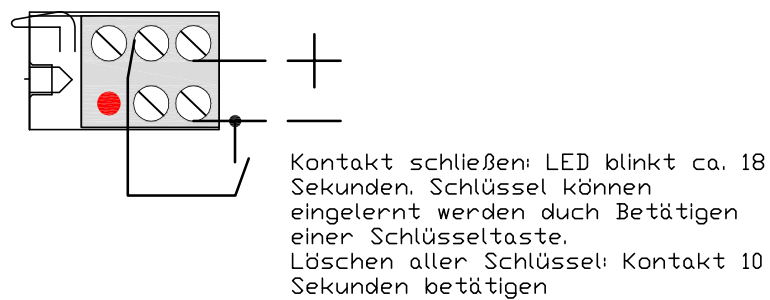 +
−
Kontakt schließen: LED blinkt ca. 18
Sekunden. Schlüssel können
eingelernt werden duch Betätigen
einer Schlüsseltaste.
Löschen aller Schlüssel: Kontakt 10
Sekunden betätigen